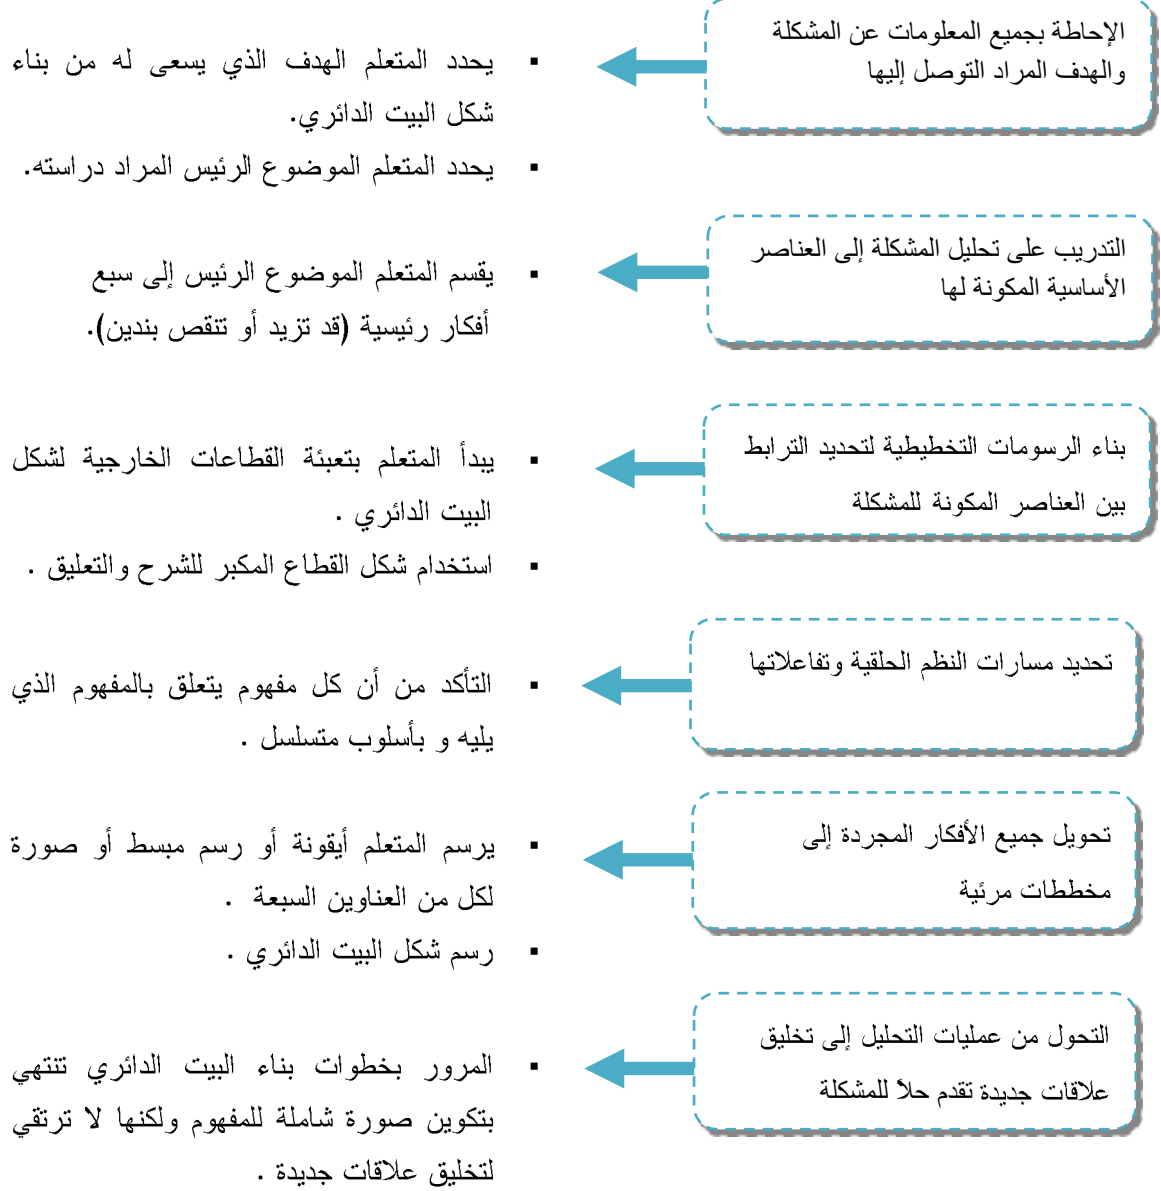 الإحاطة بجميع المعلومات عن المشكلة
والهدف المراد التوصل إليها
▪ يحدد المتعلم الهدف الذي يسعى له من بناء
شكل البيت الدائري.
▪ يحدد المتعلم الموضوع الرئيس المراد دراسته.
التدريب على تحليل المشكلة إلى العناصر
الأساسية المكونة لها
▪ يقسم المتعلم الموضوع الرئيس إلى سبع
أفكار رئيسية (قد تزيد أو تنقص بندين).
بناء الرسومات التخطيطية لتحديد الترابط
بين العناصر المكونة للمشكلة
▪ يبدأ المتعلم بتعبئة القطاعات الخارجية لشكل
البيت الدائري .
▪ استخدام شكل القطاع المكبر للشرح والتعليق .
تحديد مسارات النظم الحلقية وتفاعلاتها
▪ التأكد من أن كل مفهوم يتعلق بالمفهوم الذي
يليه و بأسلوب متسلسل .
تحويل جميع الأفكار المجردة إلى
مخططات مرئية
▪ يرسم المتعلم أيقونة أو رسم مبسط أو صورة
لكل من العناوين السبعة .
▪ رسم شكل البيت الدائري .
التحول من عمليات التحليل إلى تخليق
علاقات جديدة تقدم حلاً للمشكلة
▪ المرور بخطوات بناء البيت الدائري تنتهي
بتكوين صورة شاملة للمفهوم ولكنها لا ترتقي
لتخليق علاقات جديدة .